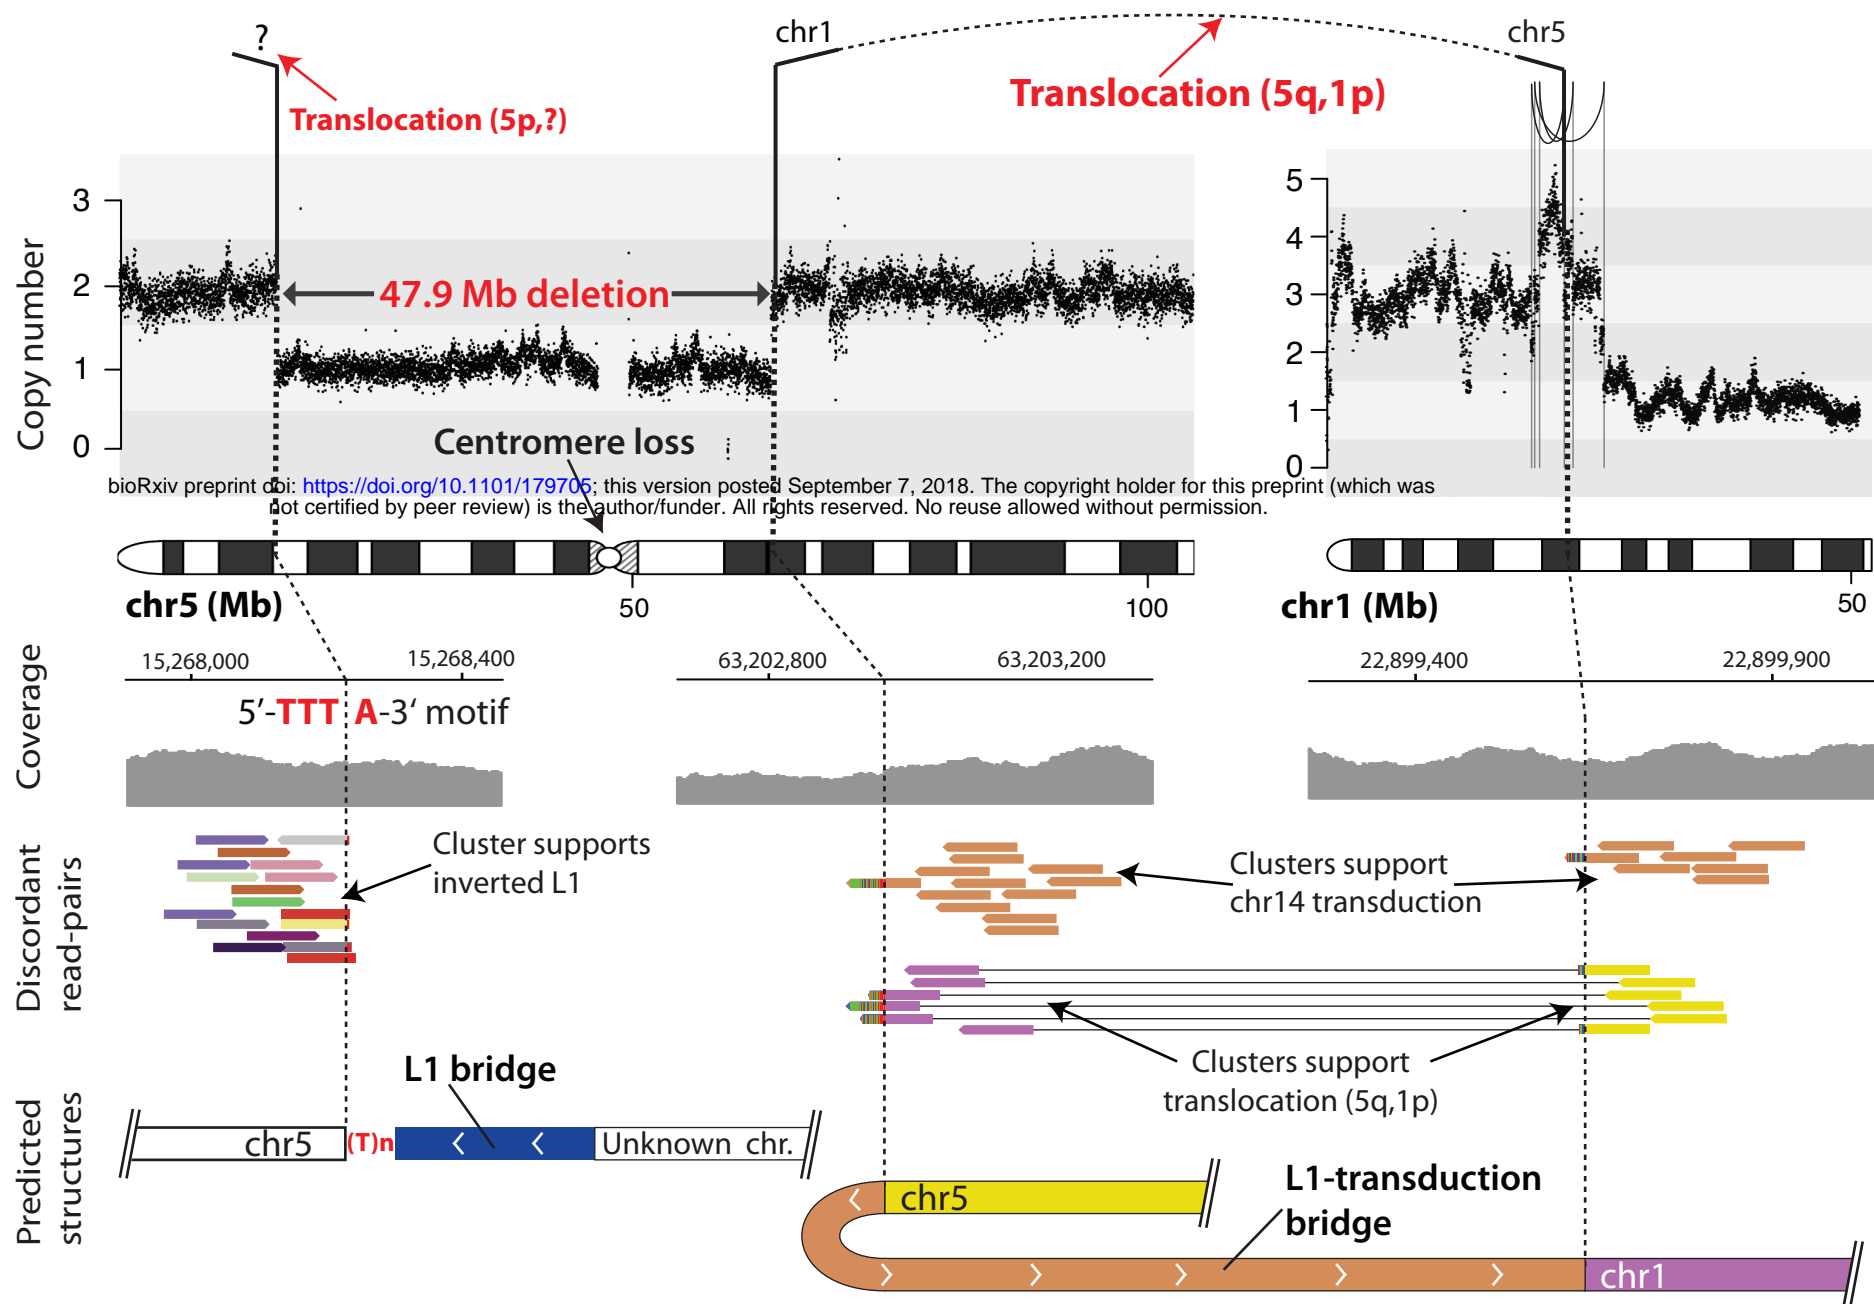 ?
chr1
chr5
Translocation (5p,?)
Translocation (5q,1p)
Copy number
3
2
1
0
47.9 Mb deletion
5
4
3
2
1
0
Centromere loss
bioRxiv preprint doi: https://doi.org/10.1101/179705; this version posted September 7, 2018. The copyright holder for this preprint (which was
not certified by peer review) is the author/funder. All rights reserved. No reuse allowed without permission.
chr5 (Mb)
50
100
chr1 (Mb)
50
Coverage
15,268,000
15,268,400
63,202,800
63,203,200
22,899,400
22,899,900
5'-TTT A-3' motif
Discordant
read-pairs
Cluster supports
inverted L1
Clusters support
chr14 transduction
Clusters support
translocation (5q,1p)
Predicted
structures
L1 bridge
chr5
(T)n
Unknown chr.
chr5
L1-transduction
bridge
chr1